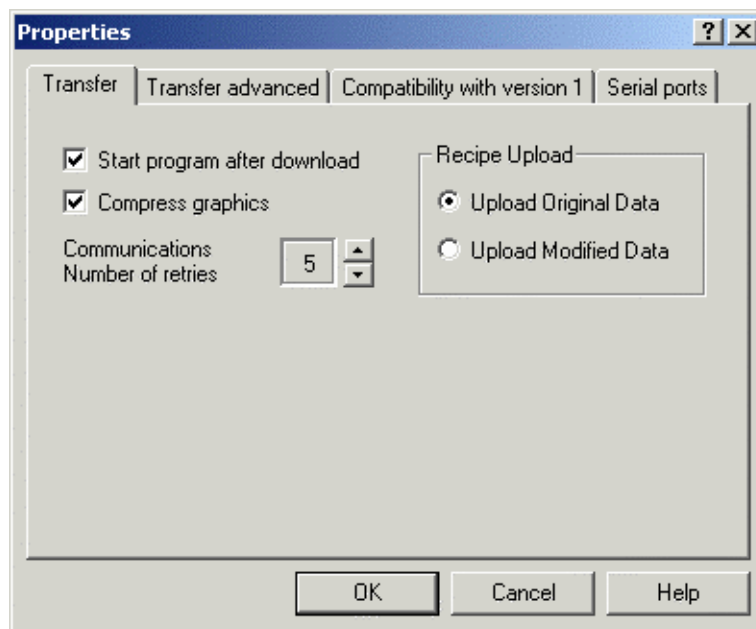 Properties
Transfer
Transfer advanced
Compatibility with version 1
Serial ports
Start program after download
Compress graphics
Communications
Number of retries
5
Recipe Upload
Upload Original Data
Upload Modified Data
OK
Cancel
Help